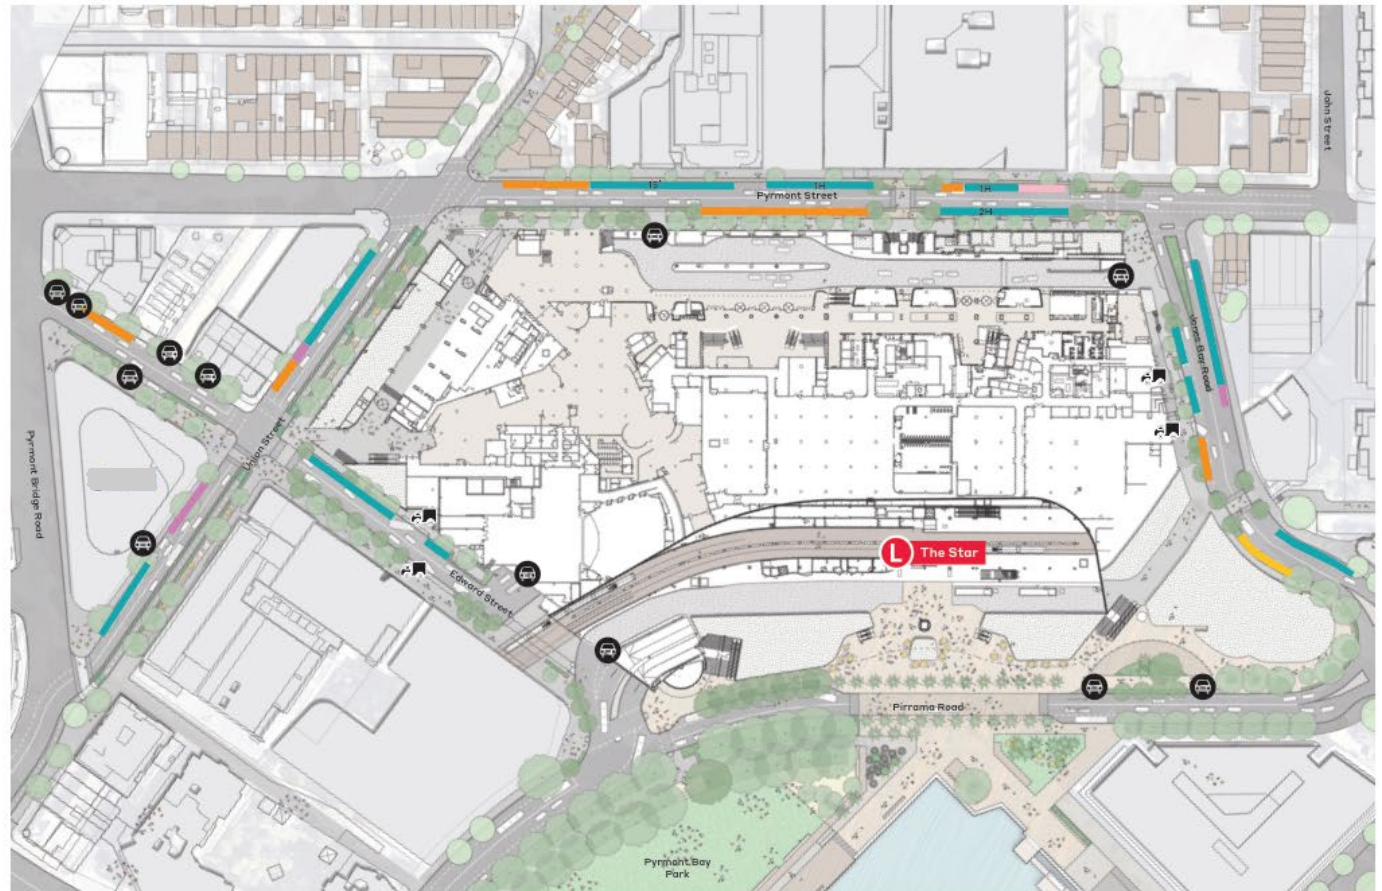 John Street
15'
1H
1H
Pyrmont Street
2H
Jones Bay Road
Union Street
Pyrmont Bridge Road
L The Star
Edward Street
Pirrama Road
Pyrmont Bay
Park